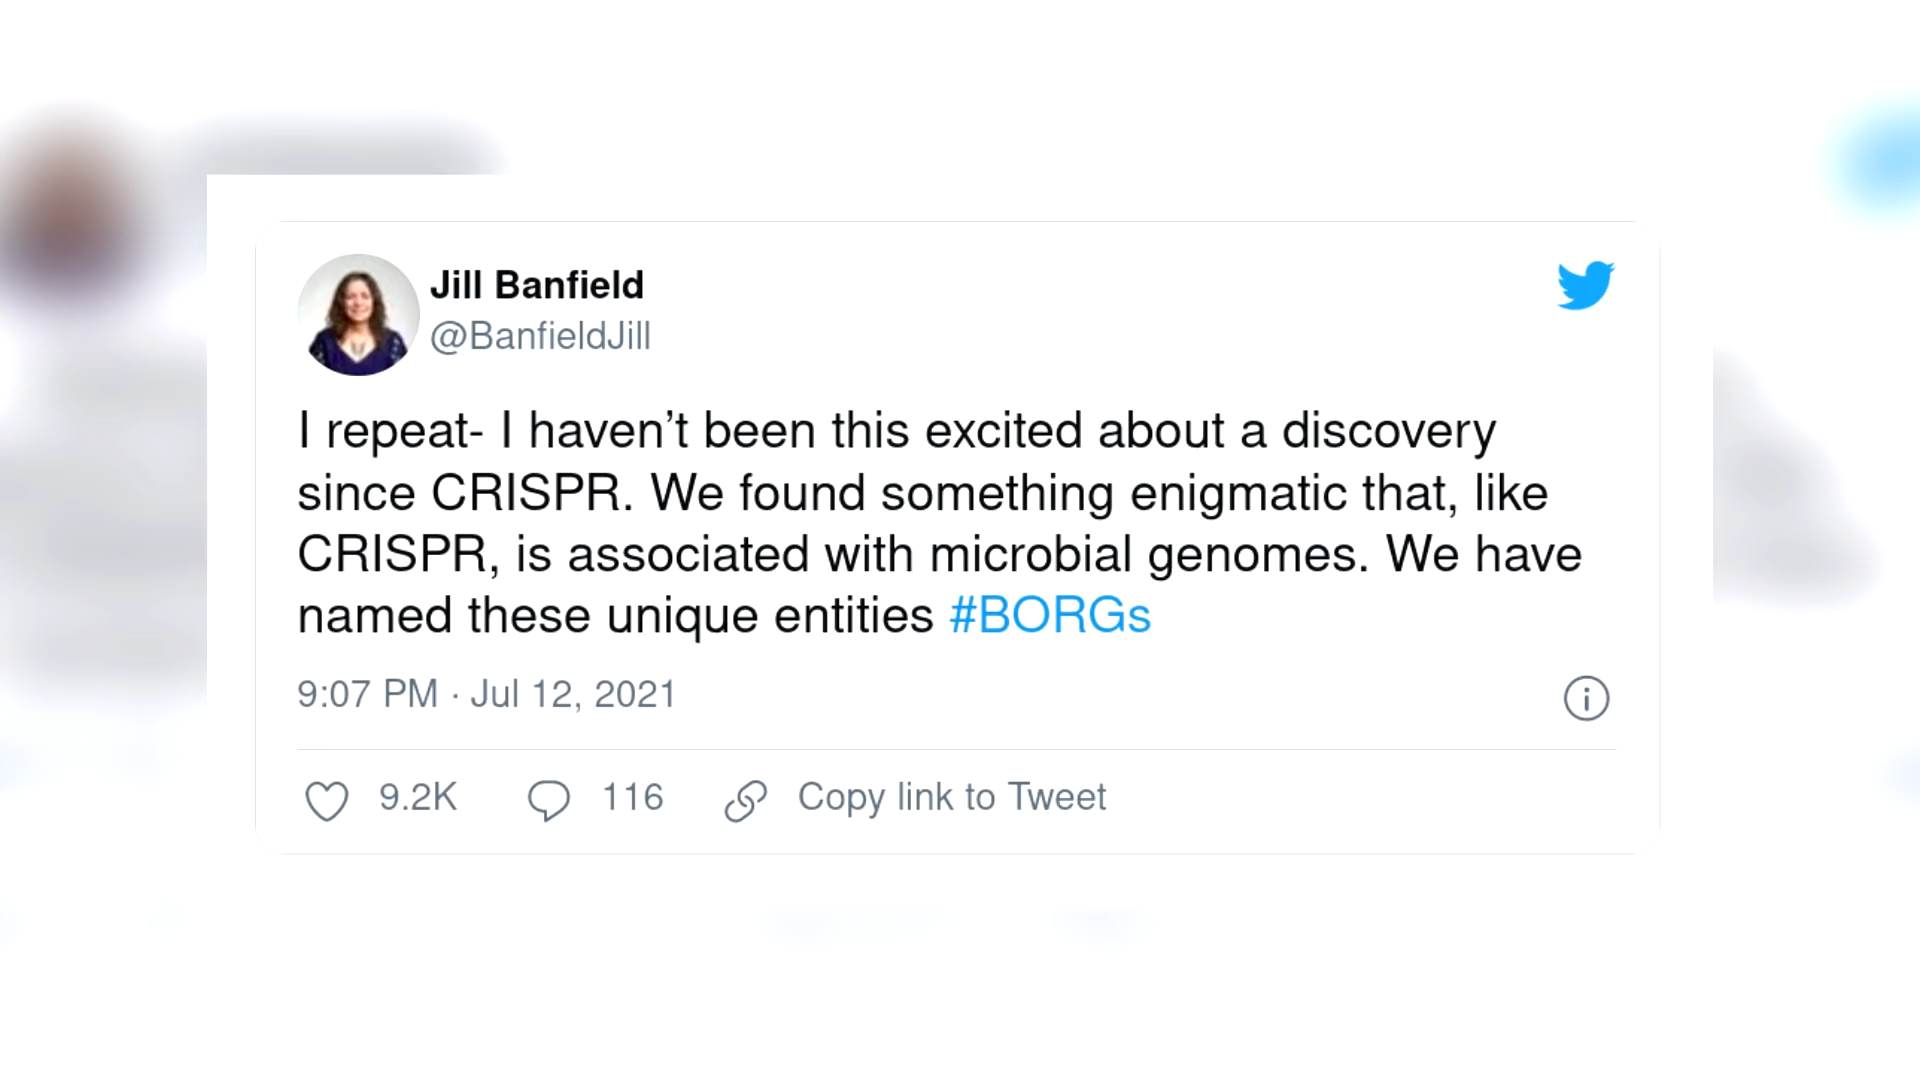 Jill Banfield
@BanfieldJill
I repeat- I haven’t been this excited about a discovery
since CRISPR. We found something enigmatic that, like
CRISPR, is associated with microbial genomes. We have
named these unique entities #BORGs
9:07 PM · Jul 12, 2021
9.2K 116 Copy link to Tweet